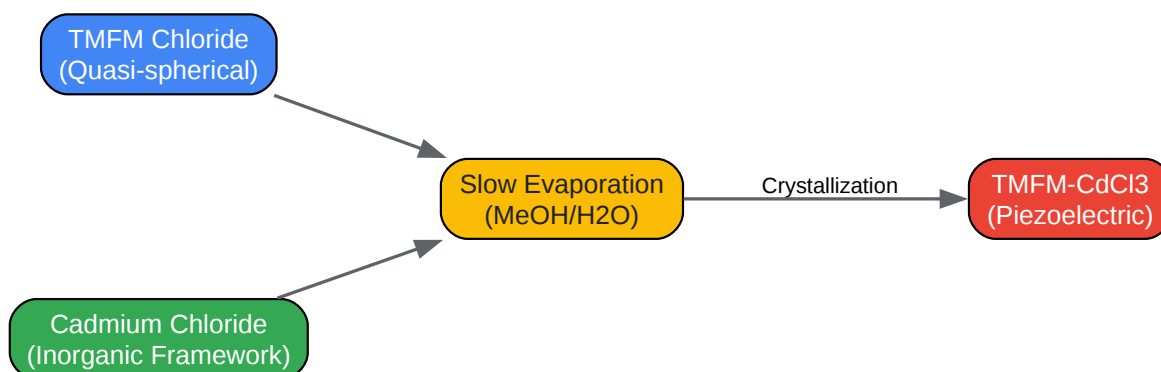 TMFM Chloride
(Quasi-spherical)
Slow Evaporation
(MeOH/H2O)
Crystallization
TMFM-CdCl3
(Piezoelectric)
Cadmium Chloride
(Inorganic Framework)